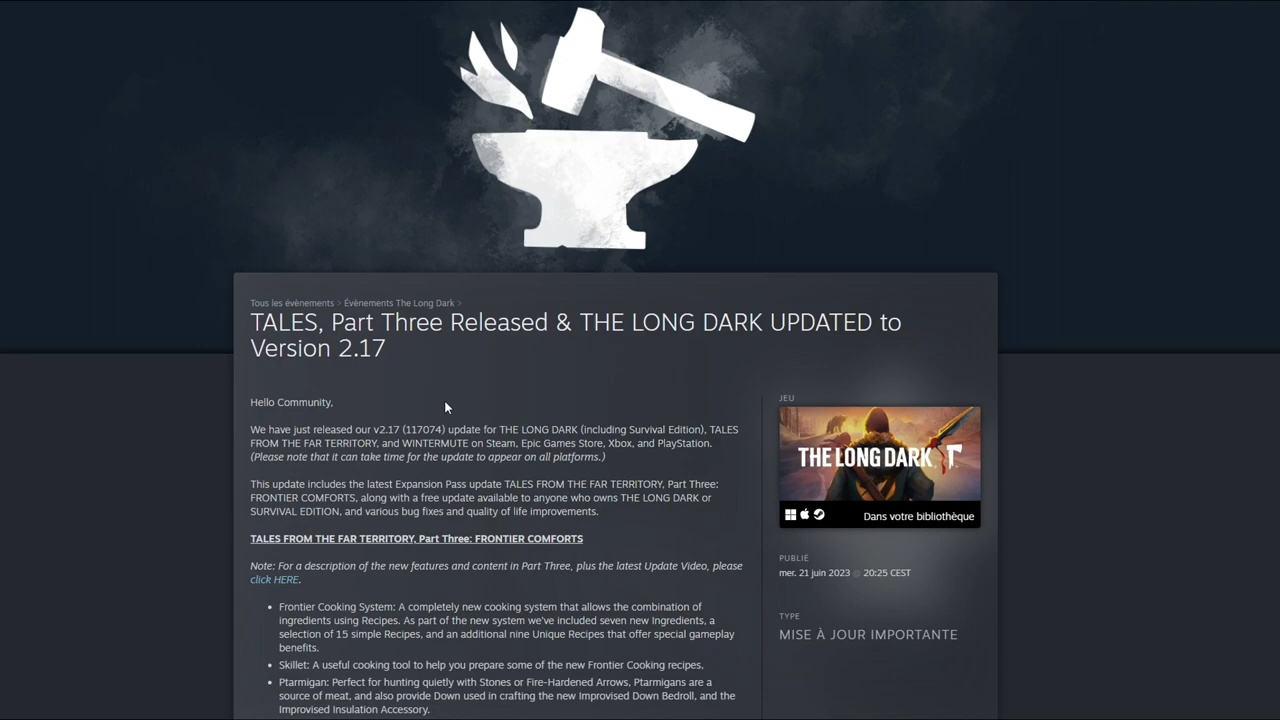 Tous les évènements > Évènements The Long Dark >
TALES, Part Three Released & THE LONG DARK UPDATED to
Version 2.17
Hello Community,
We have just released our v2.17 (117074) update for THE LONG DARK (including Survival Edition), TALES
FROM THE FAR TERRITORY, and WINTERMUTE on Steam, Epic Games Store, Xbox, and PlayStation.
(Please note that it can take time for the update to appear on all platforms.)
This update includes the latest Expansion Pass update TALES FROM THE FAR TERRITORY, Part Three:
FRONTIER COMFORTS, along with a free update available to anyone who owns THE LONG DARK or
SURVIVAL EDITION, and various bug fixes and quality of life improvements.
TALES FROM THE FAR TERRITORY, Part Three: FRONTIER COMFORTS
Note: For a description of the new features and content in Part Three, plus the latest Update Video, please
click HERE.
• Frontier Cooking System: A completely new cooking system that allows the combination of
ingredients using Recipes. As part of the new system we've included seven new Ingredients, a
selection of 15 simple Recipes, and an additional nine Unique Recipes that offer special gameplay
benefits.
• Skillet: A useful cooking tool to help you prepare some of the new Frontier Cooking recipes,
• Ptarmigan: Perfect for hunting quietly with Stones or Fire-Hardened Arrows, Ptarmigans are a
source of meat, and also provide Down used in crafting the new Improvised Down Bedroll, and the
Improvised Insulation Accessory.
JEU
THE LONG DARK
Dans votre bibliothèque
PUBLIÉ
mer. 21 juin 2023 @ 20:25 CEST
TYPE
MISE À JOUR IMPORTANTE